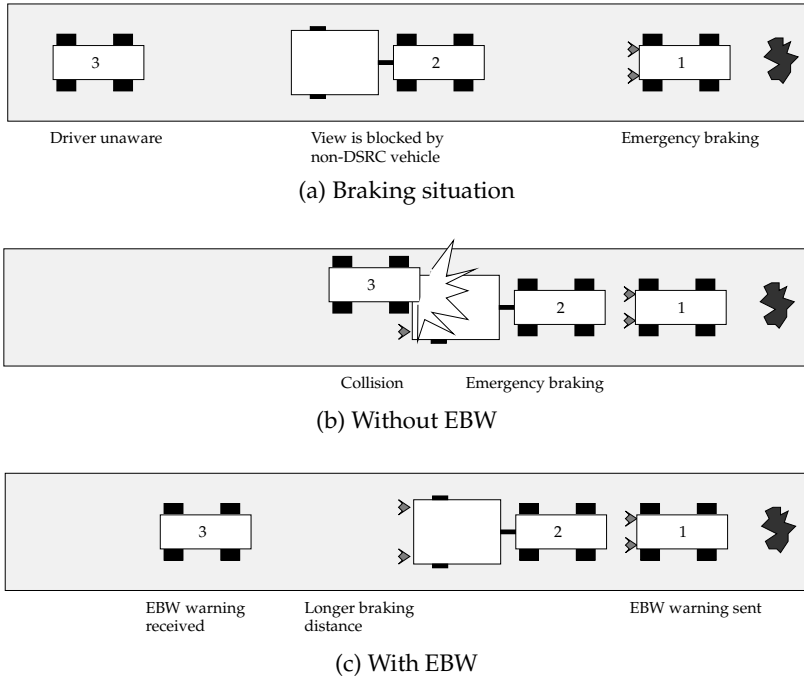 3
2
1
Driver unaware
View is blocked by
non-DSRC vehicle
Emergency braking
(a) Braking situation
3
2
1
Collision
Emergency braking
(b) Without EBW
3
2
1
EBW warning
received
Longer braking
distance
EBW warning sent
(c) With EBW